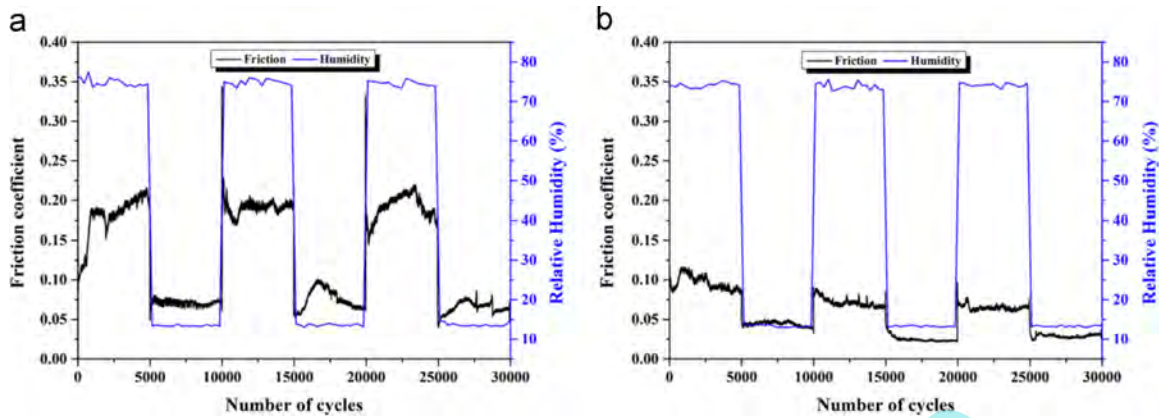 a
0.40
0.35
0.30
0.25
0.20
0.15
0.10
0.05
0.00
Friction coefficient
Friction Humidity
80
70
60
50
40
30
20
10
Relative Humidity (%)
0 5000 10000 15000 20000 25000 30000
Number of cycles
b
0.40
0.35
0.30
0.25
0.20
0.15
0.10
0.05
0.00
Friction coefficient
Friction Humidity
80
70
60
50
40
30
20
10
Relative Humidity (%)
0 5000 10000 15000 20000 25000 30000
Number of cycles